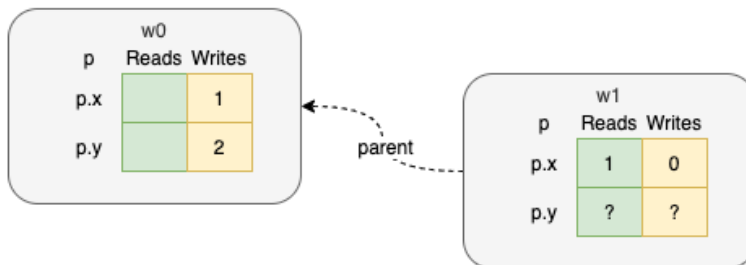 w0
p Reads Writes
p.x 1
p.y 2
parent
w1
p Reads Writes
p.x 1 0
p.y ? ?